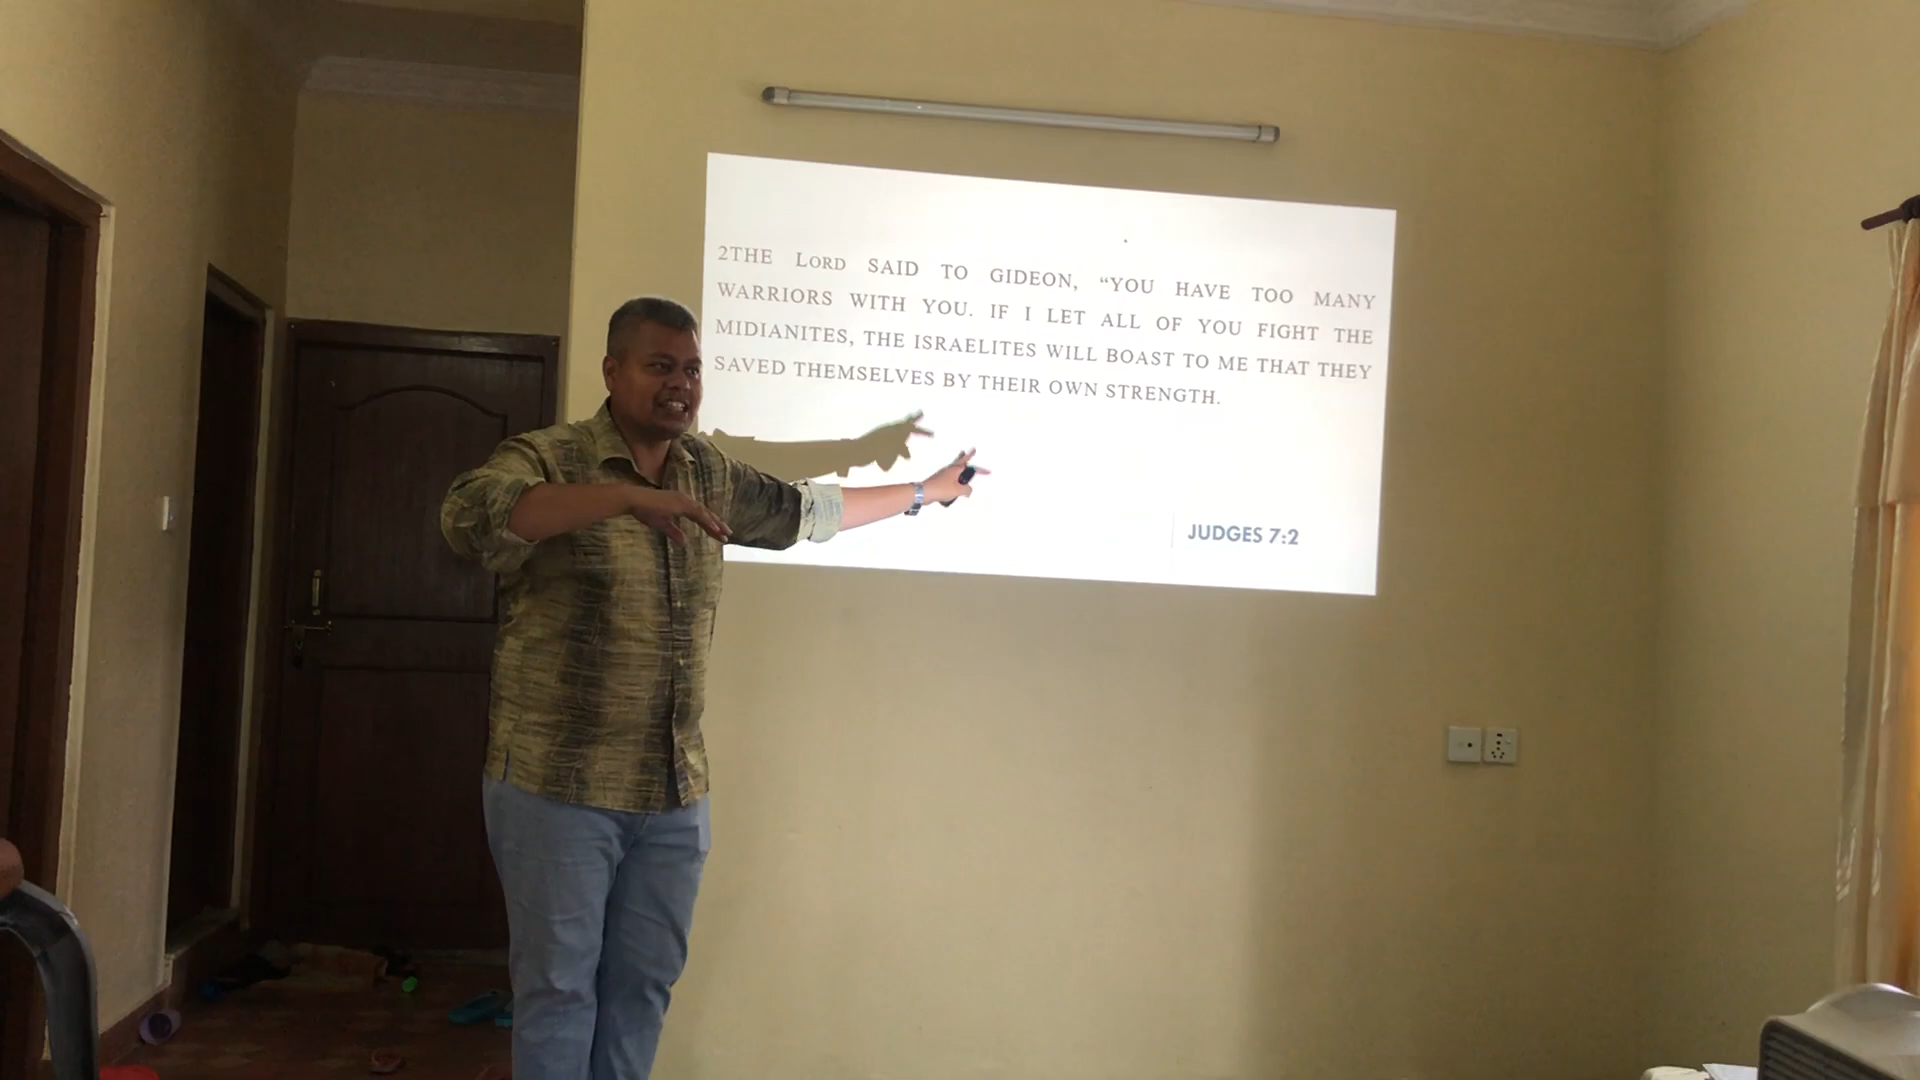 2THE LORD SAID TO GIDEON, “YOU HAVE TOO MANY
WARRIORS WITH YOU. IF I LET ALL OF YOU FIGHT THE
MIDIANITES, THE ISRAELITES WILL BOAST TO ME THAT THEY
SAVED THEMSELVES BY THEIR OWN STRENGTH.
JUDGES 7:2